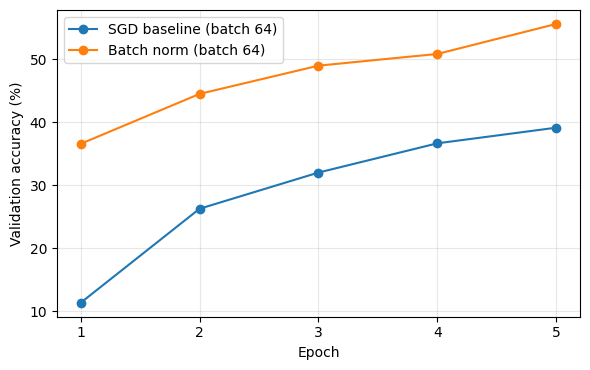 SGD baseline (batch 64)
Batch norm (batch 64)
Validation accuracy (%)
50
40
30
20
10
1 2 3 4 5
Epoch